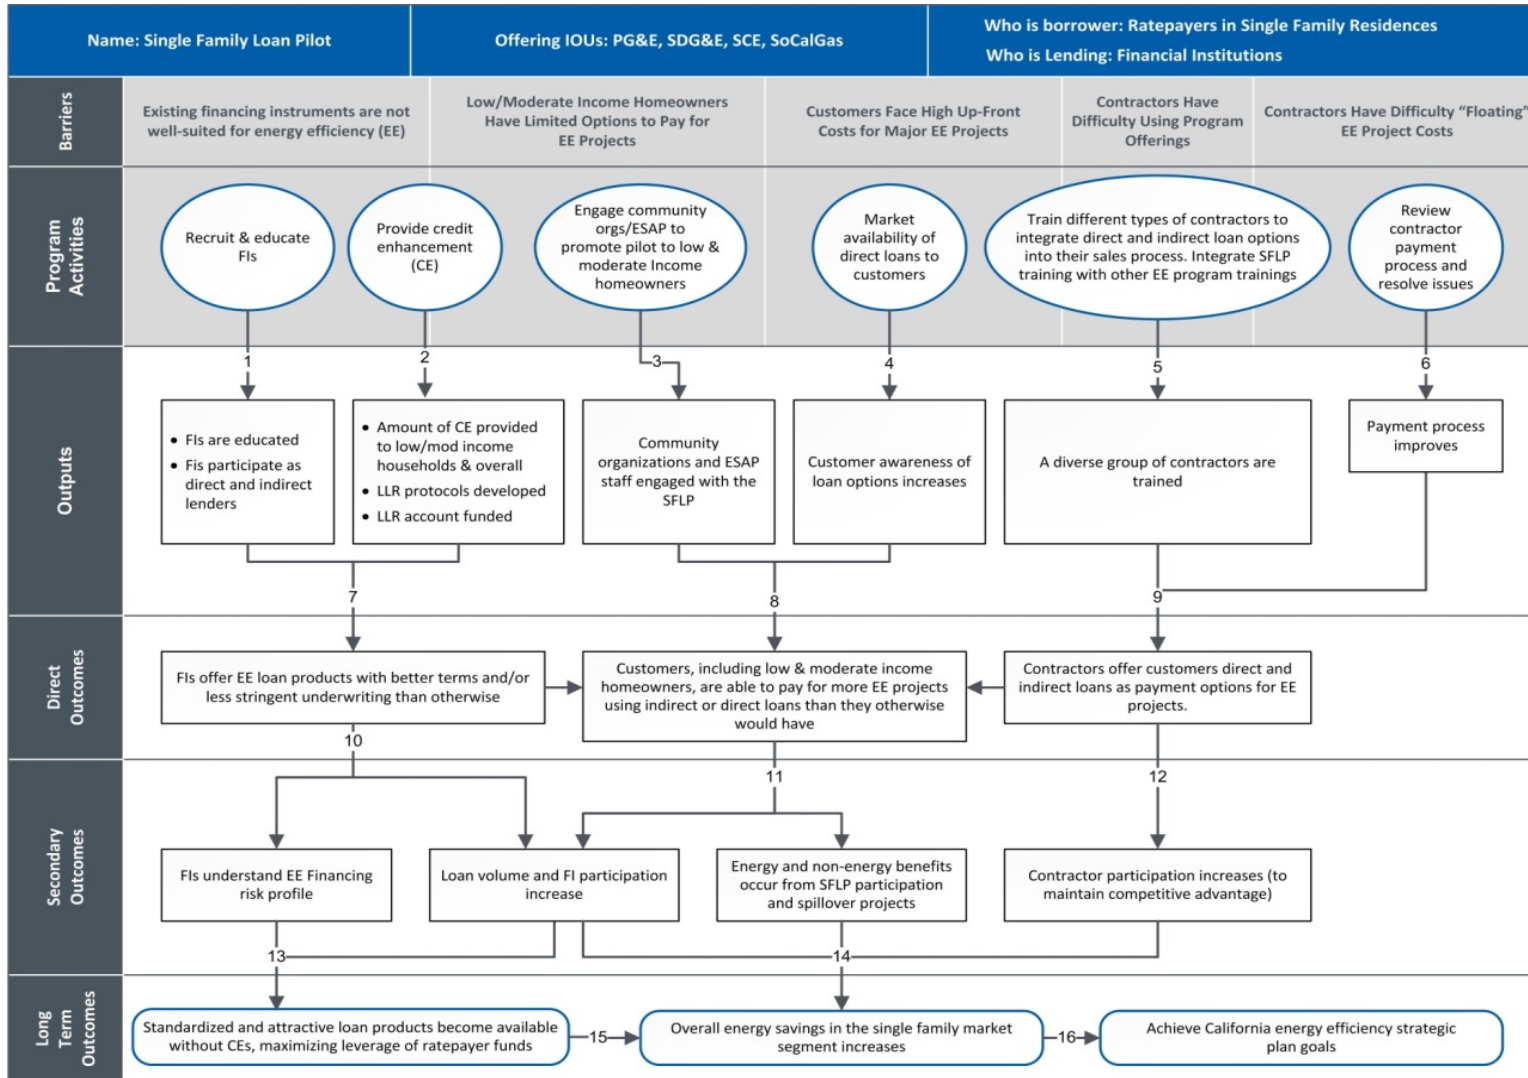 Name: Single Family Loan Pilot
Offering IOUs: PG&E, SDG&E, SCE, SoCalGas
Who is borrower: Ratepayers in Single Family Residences
Who is Lending: Financial Institutions
Barriers
Existing financing instruments are not
well-suited for energy efficiency (EE)
Low/Moderate Income Homeowners
Have Limited Options to Pay for
EE Projects
Customers Face High Up-Front
Costs for Major EE Projects
Contractors Have
Difficulty Using Program
Offerings
Contractors Have Difficulty “Floating”
EE Project Costs
Program
Activities
Recruit & educate
FIs
Provide credit
enhancement
(CE)
Engage community
orgs/ESAP to
promote pilot to low &
moderate Income
homeowners
Market
availability of
direct loans to
customers
Train different types of contractors to
integrate direct and indirect loan options
into their sales process. Integrate SFLP
training with other EE program trainings
Review
contractor
payment
process and
resolve issues
1
2
3
4
5
6
Outputs
• FIs are educated
• Fis participate as
direct and indirect
lenders
• Amount of CE provided
to low/mod income
households & overall
• LLR protocols developed
• LLR account funded
Community
organizations and ESAP
staff engaged with the
SFLP
Customer awareness of
loan options increases
A diverse group of contractors are
trained
Payment process
improves
7
8
9
Direct
Outcomes
FIs offer EE loan products with better terms and/or
less stringent underwriting than otherwise
Customers, including low & moderate income
homeowners, are able to pay for more EE projects
using indirect or direct loans than they otherwise
would have
Contractors offer customers direct and
indirect loans as payment options for EE
projects.
10
11
12
Secondary
Outcomes
FIs understand EE Financing
risk profile
Loan volume and FI participation
increase
Energy and non-energy benefits
occur from SFLP participation
and spillover projects
Contractor participation increases (to
maintain competitive advantage)
13
14
Long
Term
Outcomes
Standardized and attractive loan products become available
without CEs, maximizing leverage of ratepayer funds
15
Overall energy savings in the single family market
segment increases
16
Achieve California energy efficiency strategic
plan goals